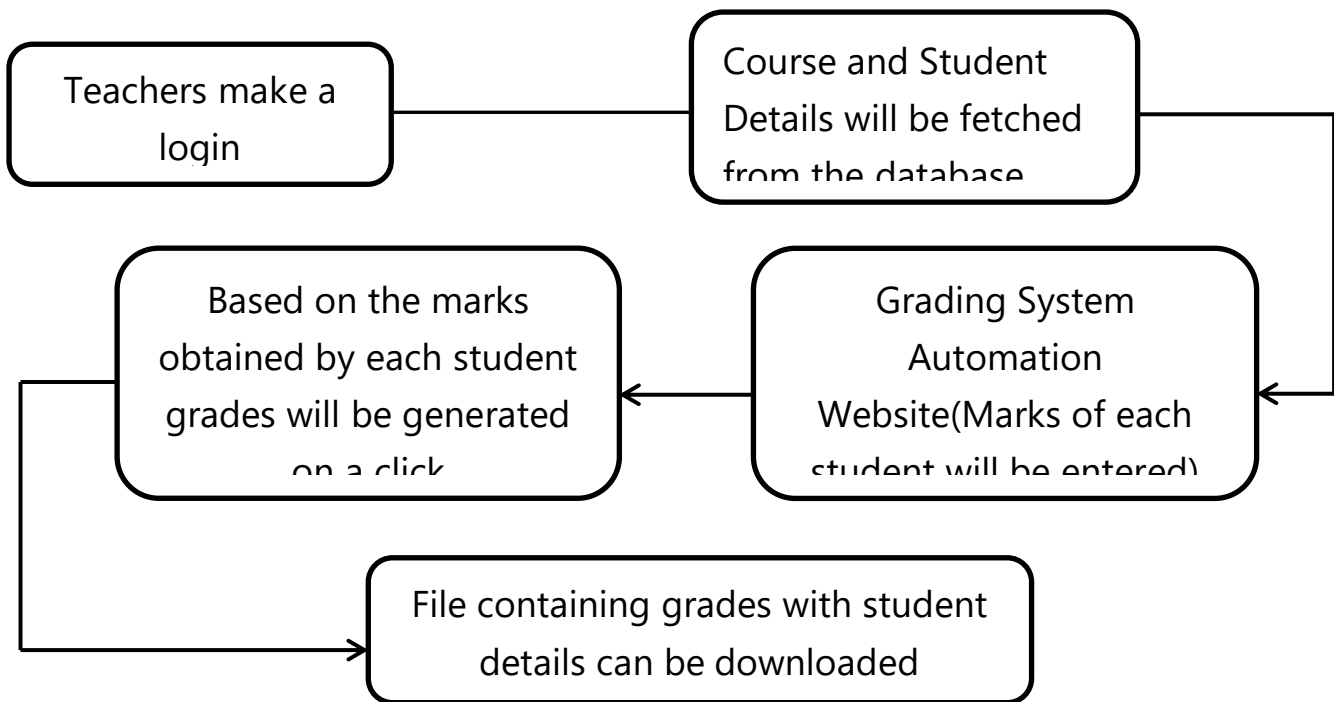 Teachers make a
login
Course and Student
Details will be fetched
from the database
Grading System
Automation
Website(Marks of each
student will be entered)
Based on the marks
obtained by each student
grades will be generated
on a click
File containing grades with student
details can be downloaded